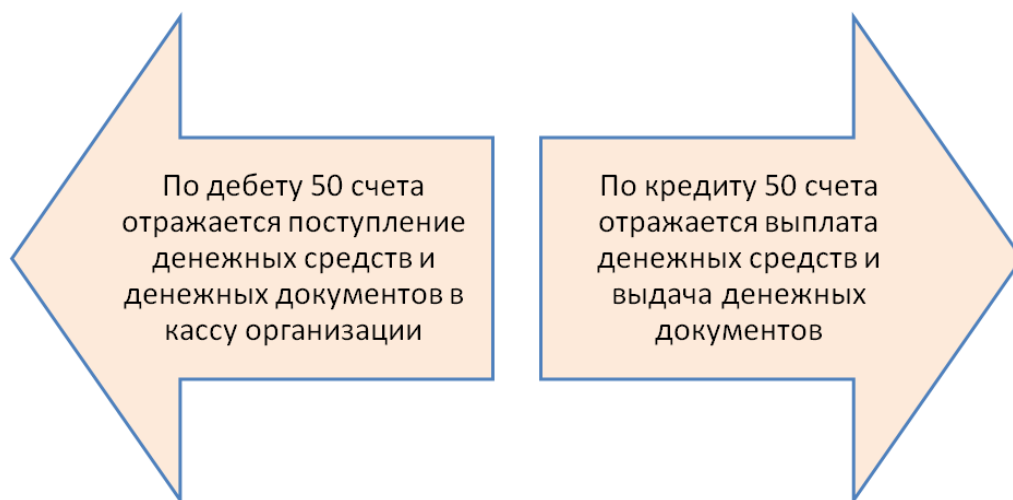 По дебету 50 счета
отражается поступление
денежных средств и
денежных документов в
кассу организации
По кредиту 50 счета
отражается выплата
денежных средств и
выдача денежных
документов